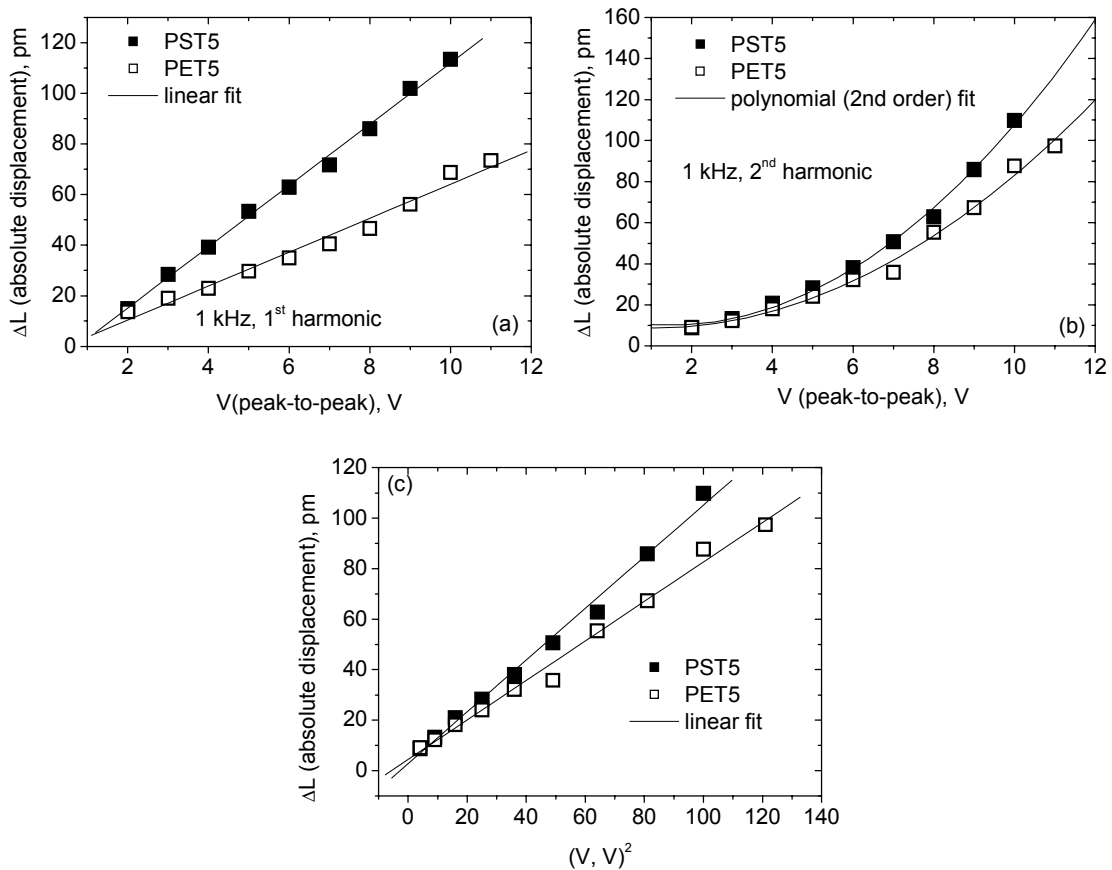 120
100
80
60
40
20
0
ΔL (absolute displacement), pm
PST5
PET5
linear fit
1 kHz, 1st harmonic
(a)
2 4 6 8 10 12
V(peak-to-peak), V
160
140
120
100
80
60
40
20
0
ΔL (absolute displacement), pm
PST5
PET5
polynomial (2nd order) fit
1 kHz, 2nd harmonic
(b)
2 4 6 8 10 12
V (peak-to-peak), V
120
100
80
60
40
20
0
ΔL (absolute displacement), pm
(c)
PST5
PET5
linear fit
0 20 40 60 80 100 120 140
(V, V)²